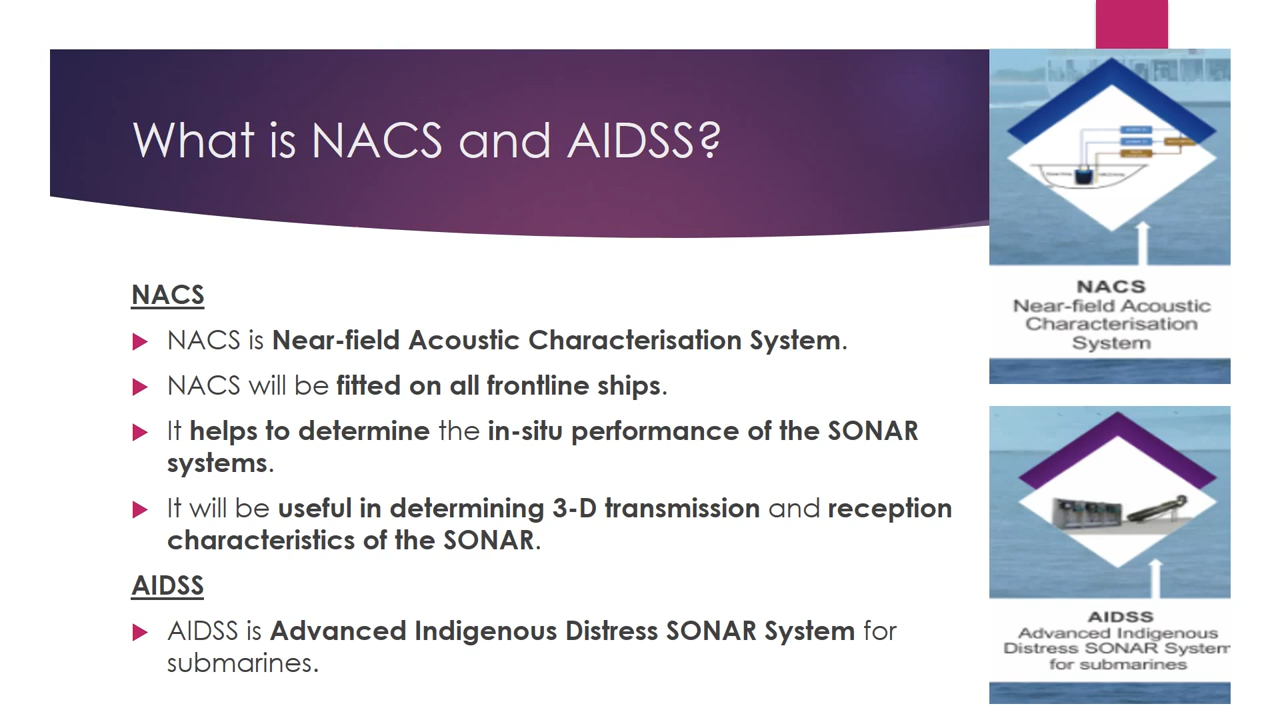 What is NACS and AIDSS?
NACS
NACS is Near-field Acoustic Characterisation System.
NACS will be fitted on all frontline ships.
It helps to determine the in-situ performance of the SONAR
systems.
It will be useful in determining 3-D transmission and reception
characteristics of the SONAR.
AIDSS
AIDSS is Advanced Indigenous Distress SONAR System for
submarines.
NACS
Near-field Acoustic
Characterisation
System
AIDSS
Advanced Indigenous
Distress SONAR System
for submarines